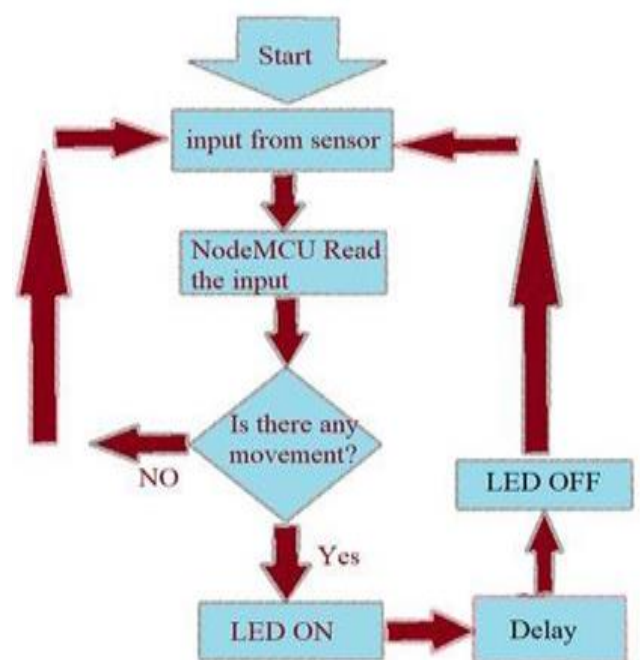 Start
input from sensor
NodeMCU Read
the input
Is there any
movement?
NO
Yes
LED OFF
LED ON
Delay